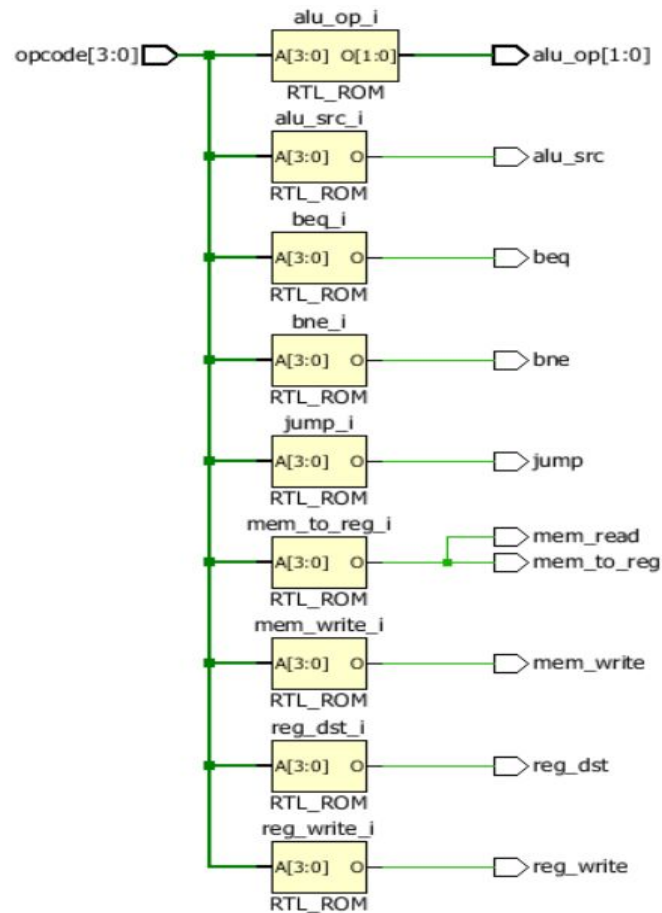 alu_op_i
opcode[3:0] A[3:0] O[1:0] alu_op[1:0]
RTL_ROM
alu_src_i
A[3:0] O alu_src
RTL_ROM
beq_i
A[3:0] O beq
RTL_ROM
bne_i
A[3:0] O bne
RTL_ROM
jump_i
A[3:0] O jump
RTL_ROM
mem_to_reg_i
mem_read
A[3:0] O mem_to_reg
RTL_ROM
mem_write_i
A[3:0] O mem_write
RTL_ROM
reg_dst_i
A[3:0] O reg_dst
RTL_ROM
reg_write_i
A[3:0] O reg_write
RTL_ROM